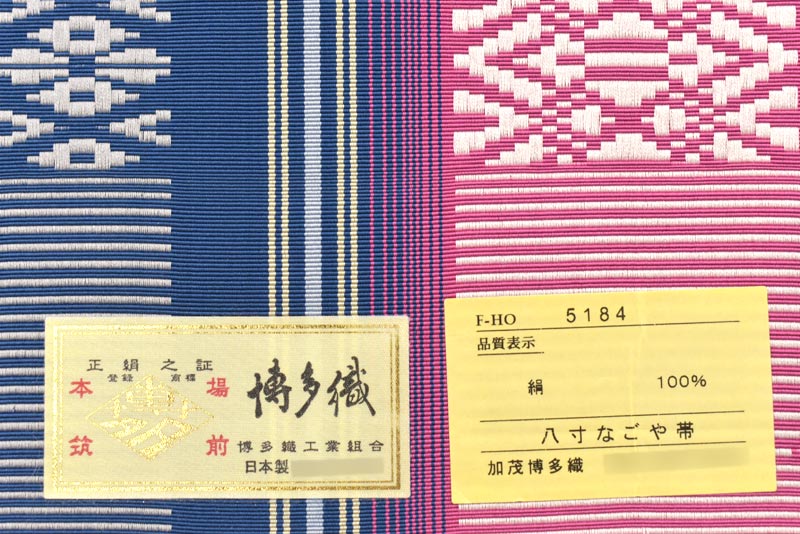 正絹之証
登録 商標
本場
筑前
博多織
博多織工業組合
日本製
F-HO 5184
品質表示
絹 100%
八寸なごや帯
加茂博多織